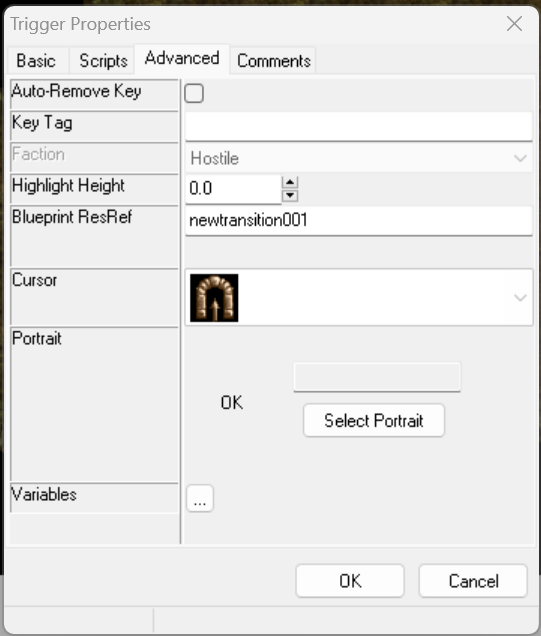 Trigger Properties
Basic Scripts Advanced Comments
Auto-Remove Key
Key Tag
Faction Hostile
Highlight Height 0.0
Blueprint ResRef newtransition001
Cursor
Portrait
OK
Select Portrait
Variables ...
OK Cancel